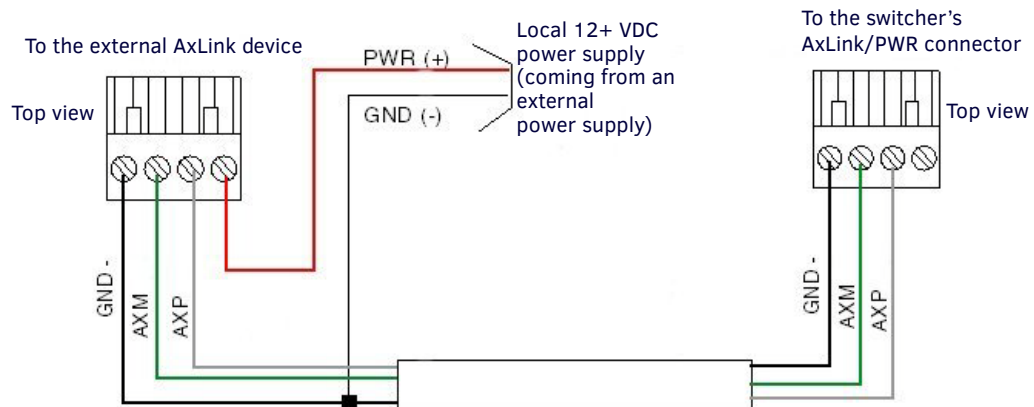 To the external AxLink device
Top view
PWR (+)
GND (-)
Local 12+ VDC
power supply
(coming from an
external
power supply)
To the switcher's
AxLink/PWR connector
Top view
GND -
AXM
AXP
GND -
AXM
AXP